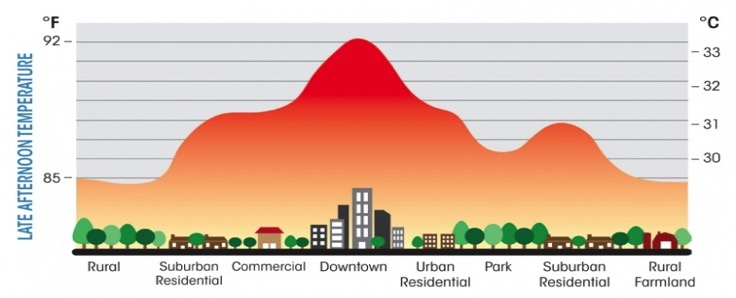 °F
°C
92
33
32
31
85
30
LATE AFTERNOON TEMPERATURE
Rural
Suburban
Residential
Commercial
Downtown
Urban
Residential
Park
Suburban
Residential
Rural
Farmland